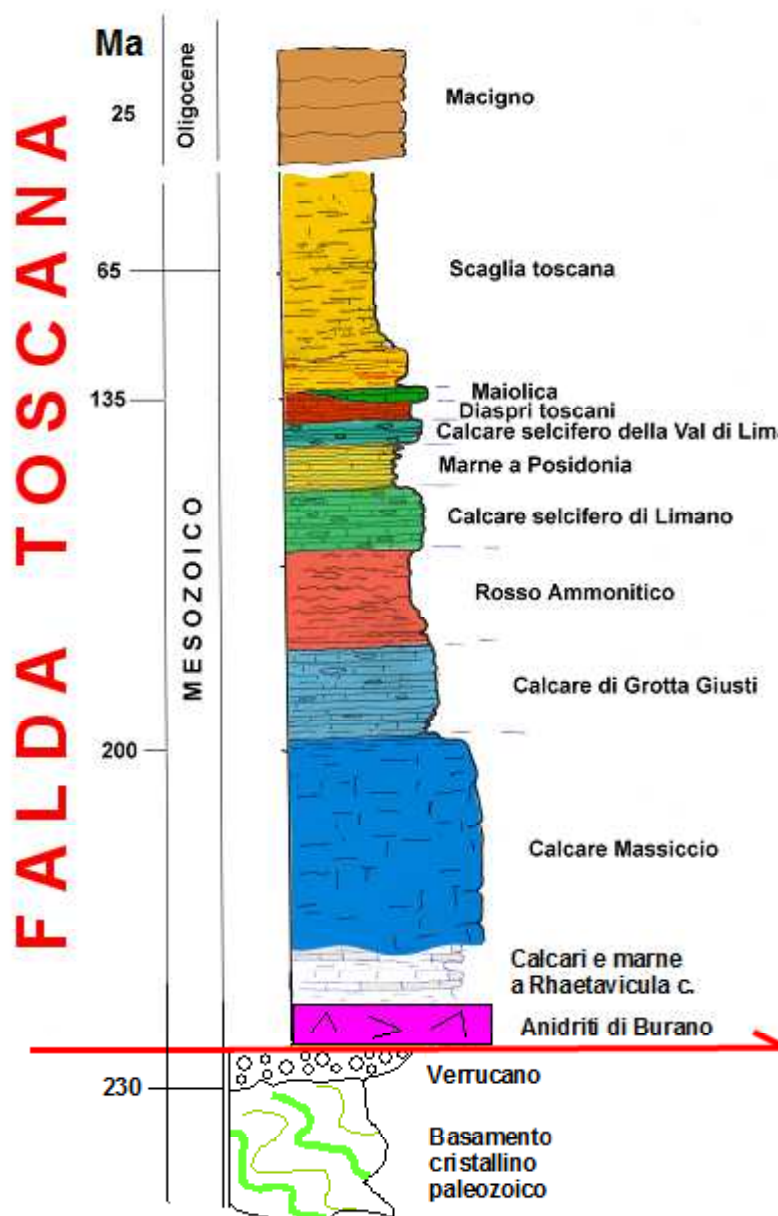 FALDA TOSCANA
Ma
Oligocene
25
Macigno
65
Scaglia toscana
135
Maiolica
Diaspri toscani
Calcare selcifero della Val di Lima
Marne a Posidonia
MESOZOICO
Calcare selcifero di Limano
Rosso Ammonitico
Calcare di Grotta Giusti
200
Calcare Massiccio
Calcari e marne
a Rhaetavicula c.
Anidriti di Burano
Verrucano
230
Basamento
cristallino
paleozoico